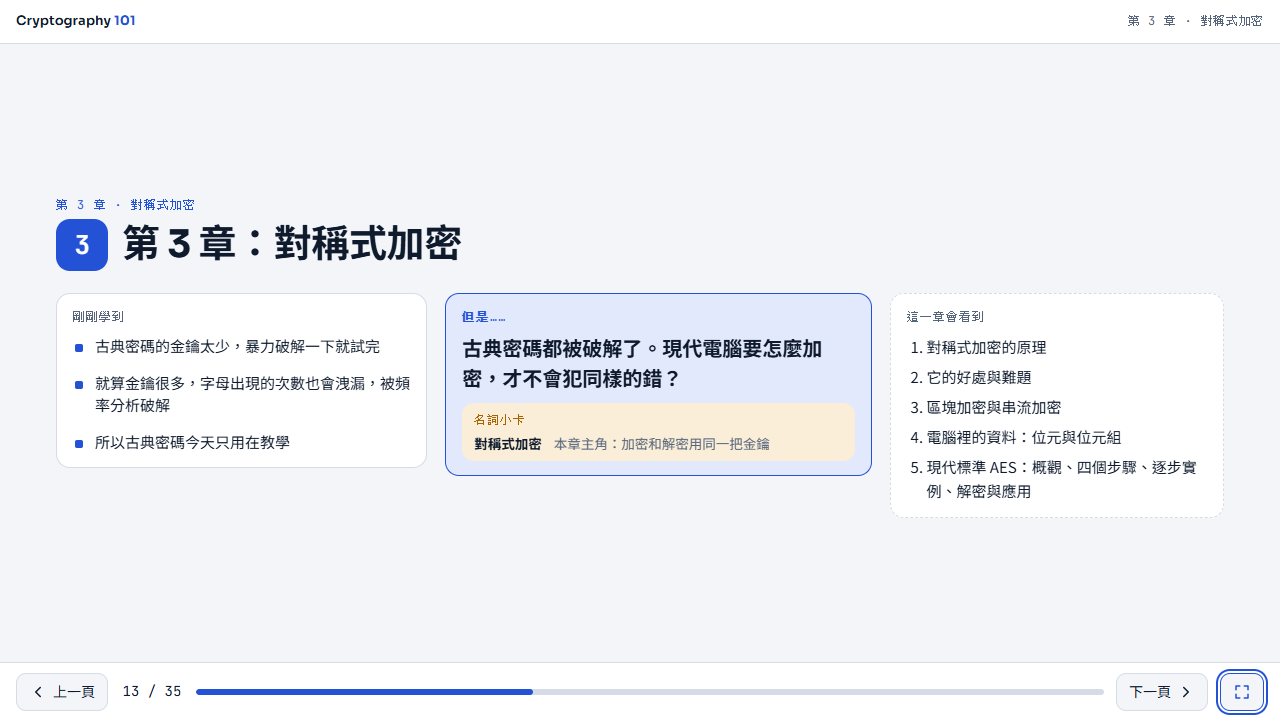 Cryptography 101
第 3 章 · 對稱式加密
第 3 章 · 對稱式加密
3
第 3 章：對稱式加密
剛剛學到
古典密碼的金鑰太少，暴力破解一下就試完
就算金鑰很多，字母出現的次數也會洩漏，被頻
率分析破解
所以古典密碼今天只用在教學
但是……
古典密碼都被破解了。現代電腦要怎麼加
密，才不會犯同樣的錯？
名詞小卡
對稱式加密 本章主角：加密和解密用同一把金鑰
這一章會看到
1. 對稱式加密的原理
2. 它的好處與難題
3. 區塊加密與串流加密
4. 電腦裡的資料：位元與位元組
5. 現代標準 AES：概觀、四個步驟、逐步實
例、解密與應用
上一頁
13 / 35
下一頁